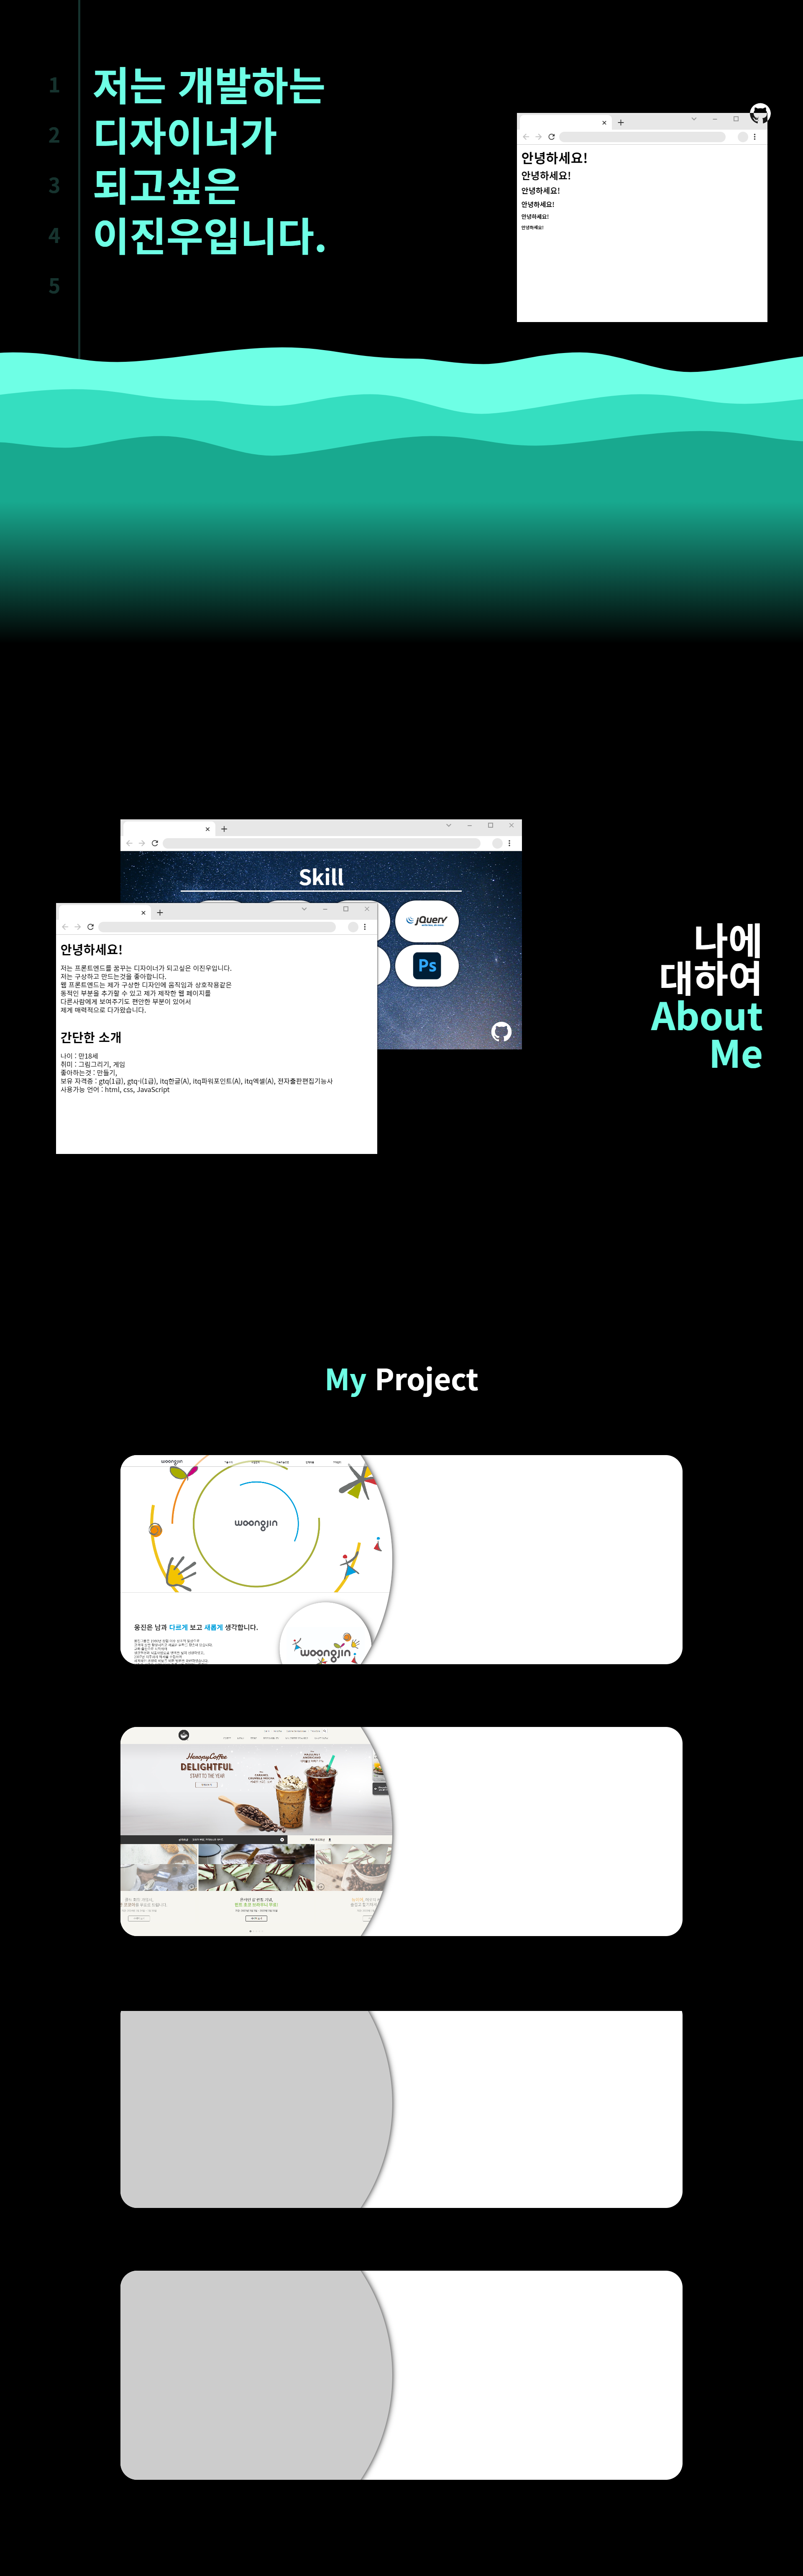 1
저는 개발하는
2
디자이너가
3
되고싶은
4
이진우입니다.
5
안녕하세요!
안녕하세요!
안녕하세요!
안녕하세요!
안녕하세요!
안녕하세요!
Skill
jQuery
Ps
안녕하세요!
저는 프론트엔드를 꿈꾸는 디자이너가 되고싶은 이진우입니다.
저는 구상하고 만드는것을 좋아합니다.
웹 프론트엔드는 제가 구상한 디자인에 움직임과 상호작용같은
동적인 부분을 추가할 수 있고 제가 제작한 웹 페이지를
다른사람에게 보여주기도 편안한 부분이 있어서
제게 매력적으로 다가왔습니다.
간단한 소개
나이 : 만18세
취미 : 그림그리기, 게임
좋아하는것 : 만들기,
보유 자격증 : gtq(1급), gtq-i(1급), itq한글(A), itq파워포인트(A), itq엑셀(A), 전자출판편집기능사
사용가능 언어 : html, css, JavaScript
나에
대하여
About
Me
My Project
woongjin
woongjin
웅진은 남과 다르게 보고 새롭게 생각합니다.
woongjin
HosopyCoffee
DELIGHTFUL
START TO THE YEAR